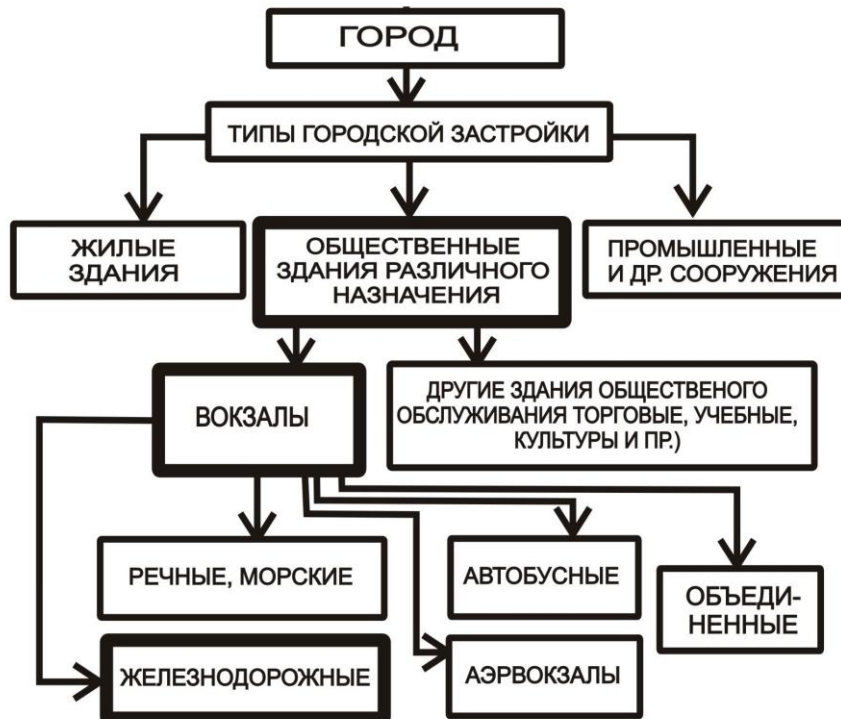 ГОРОД
ТИПЫ ГОРОДСКОЙ ЗАСТРОЙКИ
ЖИЛЫЕ
ЗДАНИЯ
ОБЩЕСТВЕННЫЕ
ЗДАНИЯ РАЗЛИЧНОГО
НАЗНАЧЕНИЯ
ПРОМЫШЛЕННЫЕ
И ДР. СООРУЖЕНИЯ
ВОКЗАЛЫ
ДРУГИЕ ЗДАНИЯ ОБЩЕСТВЕНОГО
ОБСЛУЖИВАНИЯ ТОРГОВЫЕ, УЧЕБНЫЕ,
КУЛЬТУРЫ И ПР.)
РЕЧНЫЕ, МОРСКИЕ
АВТОБУСНЫЕ
ОБЪЕДИ-
НЕННЫЕ
ЖЕЛЕЗНОДОРОЖНЫЕ
АЭРВОКЗАЛЫ